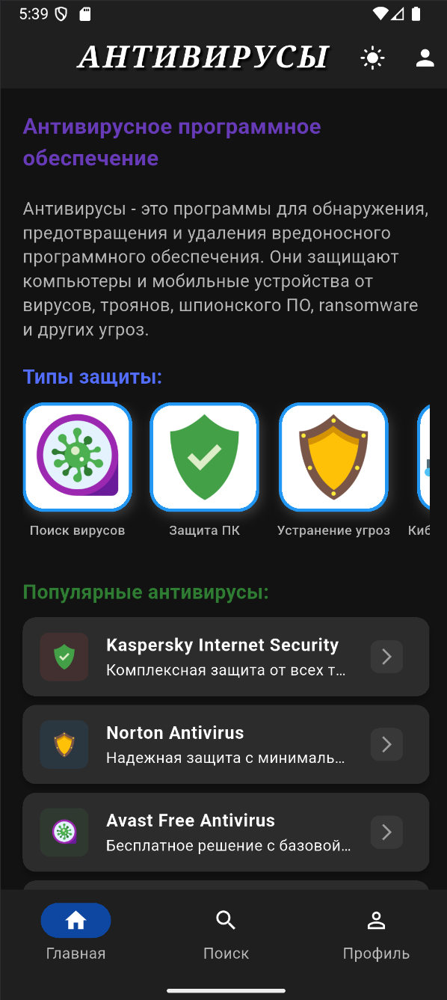 5:39
АНТИВИРУСЫ
Антивирусное программное
обеспечение
Антивирусы - это программы для обнаружения,
предотвращения и удаления вредоносного
программного обеспечения. Они защищают
компьютеры и мобильные устройства от
вирусов, троянов, шпионского ПО, ransomware
и других угроз.
Типы защиты:
Поиск вирусов Защита ПК Устранение угроз Киб
Популярные антивирусы:
Kaspersky Internet Security
Комплексная защита от всех т...
Norton Antivirus
Надежная защита с минималь...
Avast Free Antivirus
Бесплатное решение с базовой...
Главная Поиск Профиль